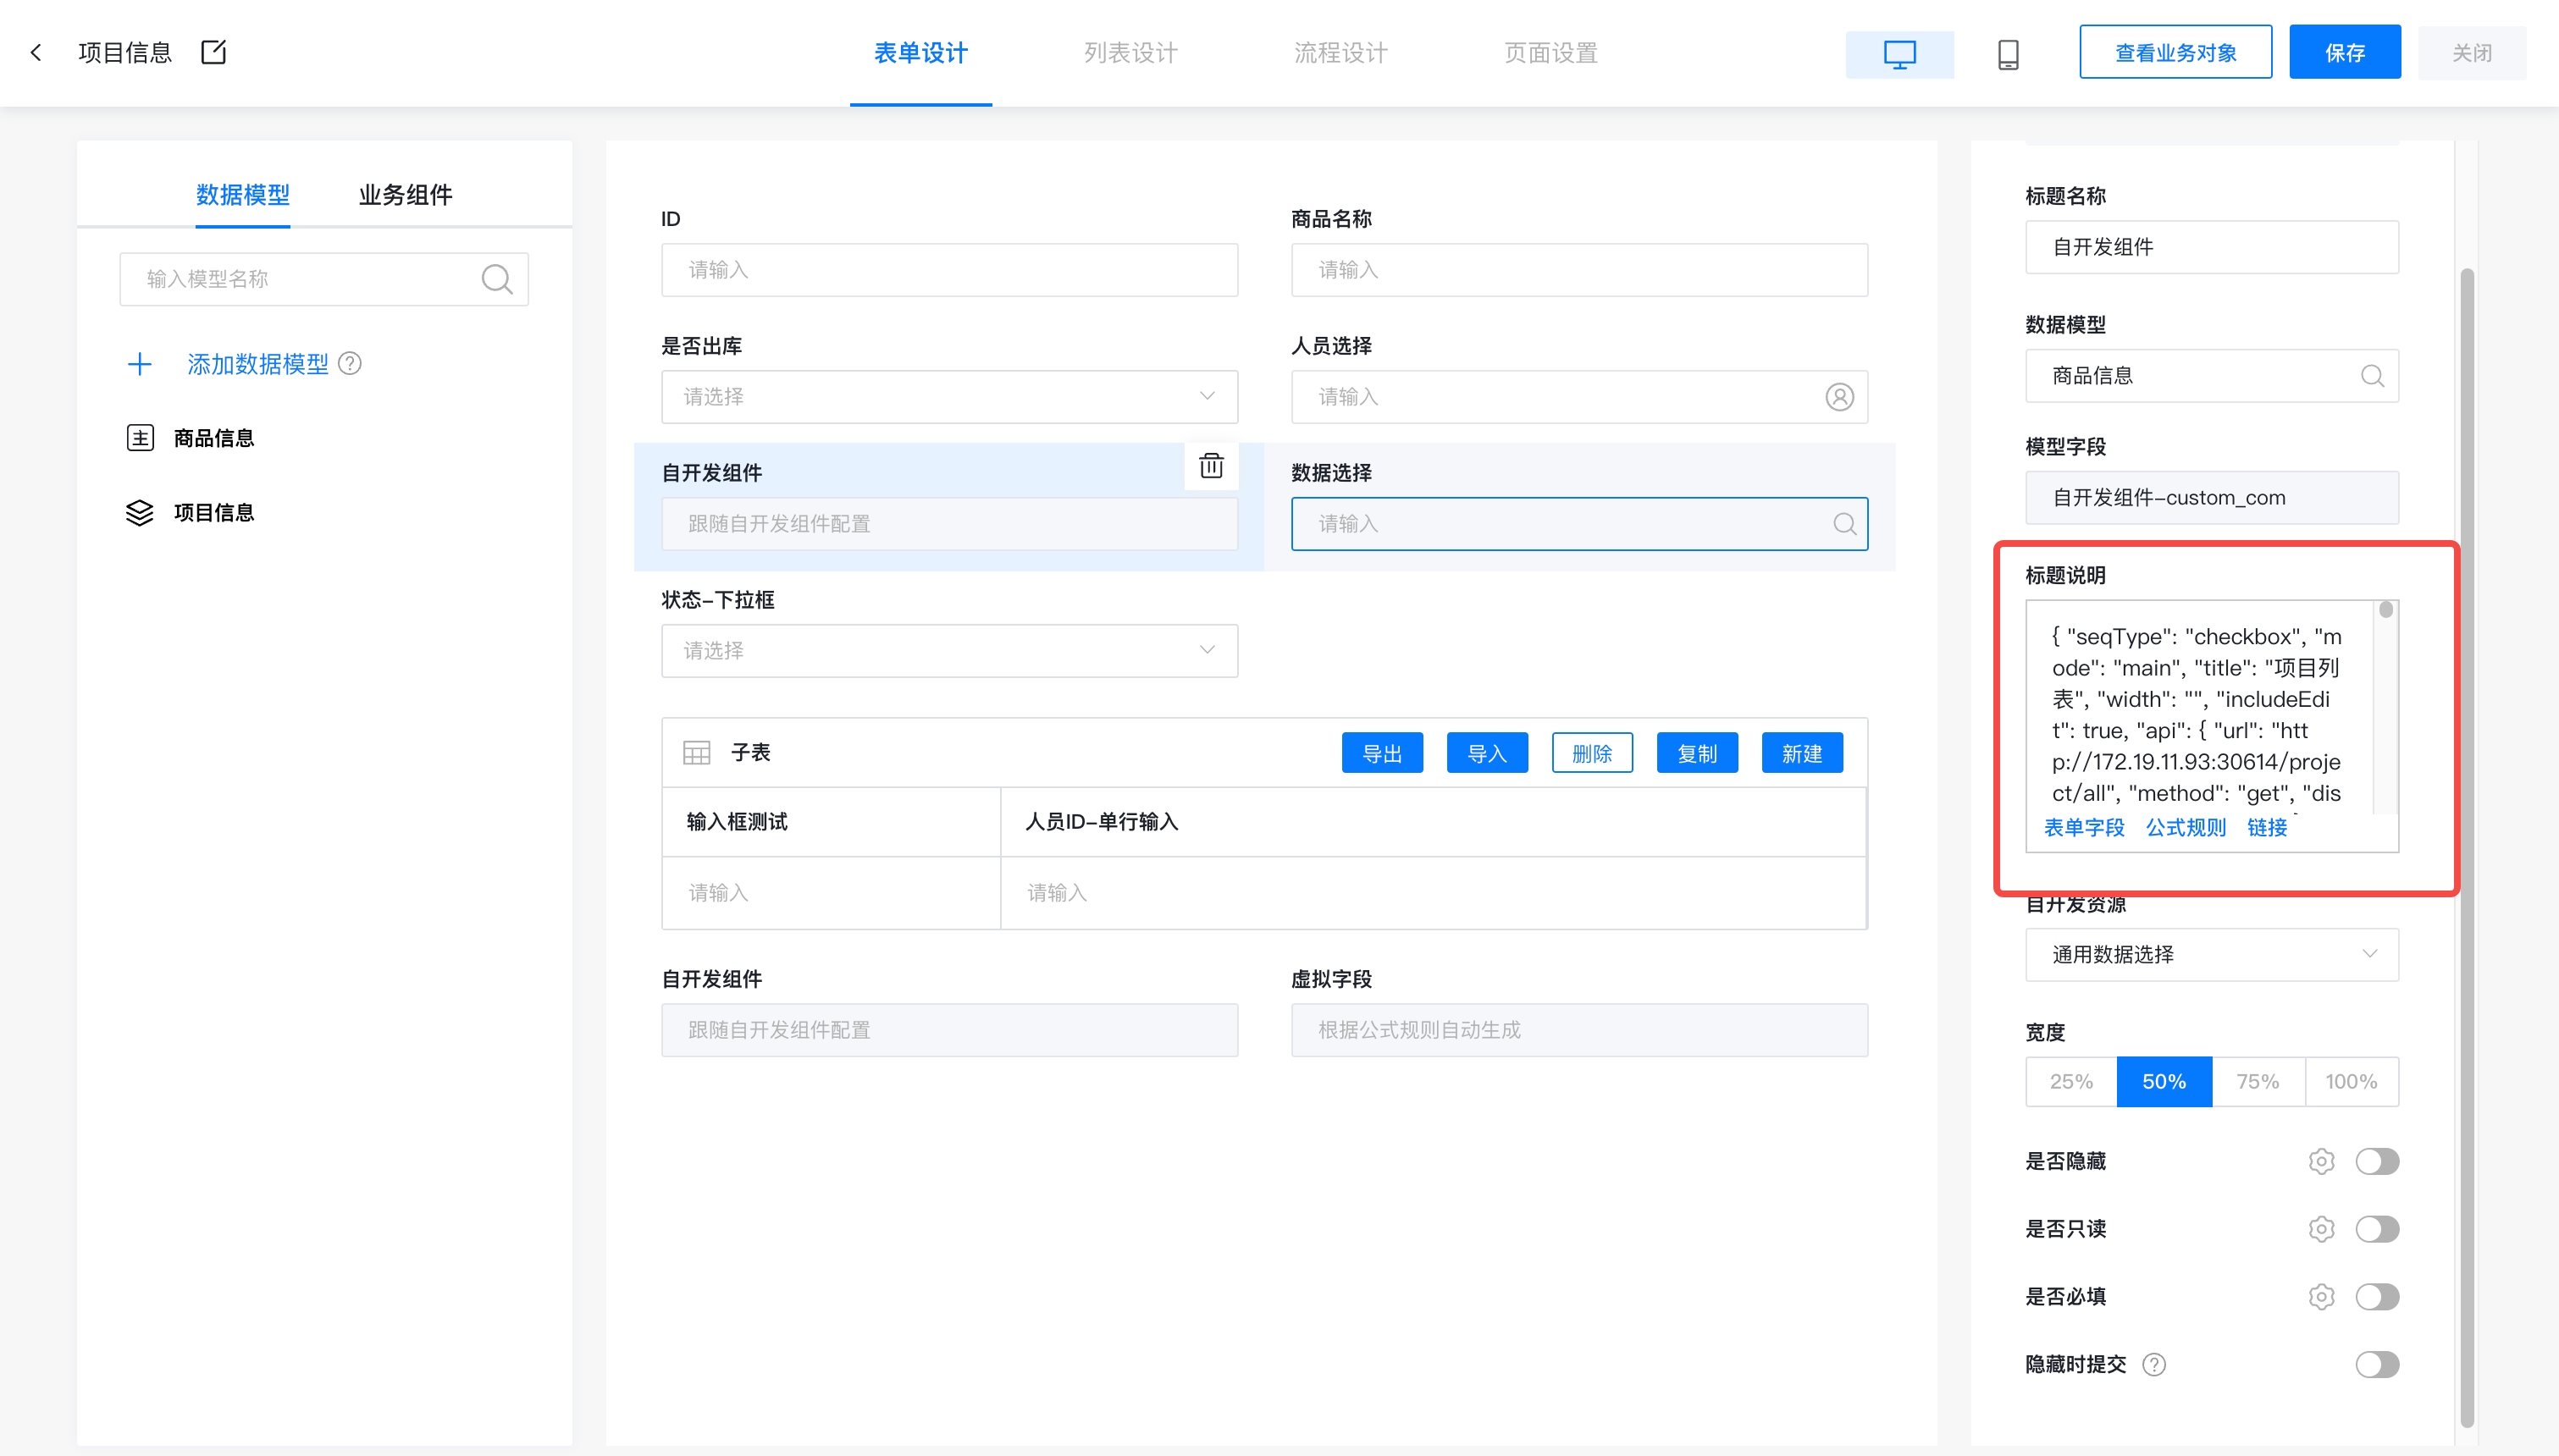 项目信息
表单设计
列表设计
流程设计
页面设置
查看业务对象
保存
关闭
数据模型
业务组件
输入模型名称
添加数据模型
主 商品信息
项目信息
ID
请输入
商品名称
请输入
是否出库
请选择
人员选择
请输入
自开发组件
跟随自开发组件配置
数据选择
请输入
状态-下拉框
请选择
子表
导出
导入
删除
复制
新建
输入框测试
人员ID-单行输入
请输入
请输入
自开发组件
跟随自开发组件配置
虚拟字段
根据公式规则自动生成
标题名称
自开发组件
数据模型
商品信息
模型字段
自开发组件-custom_com
标题说明
{ "seqType": "checkbox", "m
ode": "main", "title": "项目列
表", "width": "", "includeEdi
t": true, "api": { "url": "htt
p://172.19.11.93:30614/proje
ct/all", "method": "get", "dis
表单字段
公式规则
链接
自开发资源
通用数据选择
宽度
25%
50%
75%
100%
是否隐藏
是否只读
是否必填
隐藏时提交